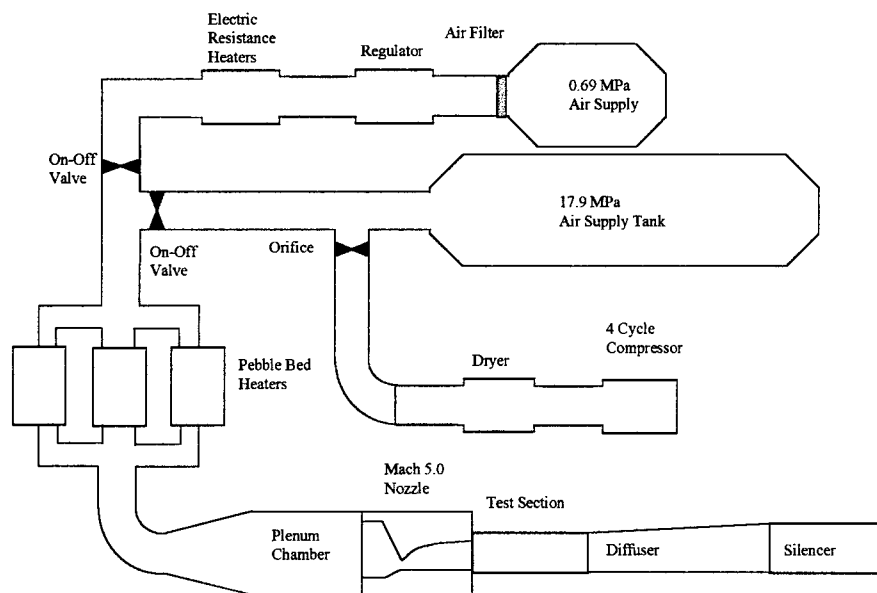 Electric
Resistance
Heaters
Regulator
Air Filter
0.69 MPa
Air Supply
On-Off
Valve
17.9 MPa
Air Supply Tank
On-Off
Valve
Orifice
4 Cycle
Compressor
Dryer
Pebble Bed
Heaters
Mach 5.0
Nozzle
Test Section
Plenum
Chamber
Diffuser
Silencer